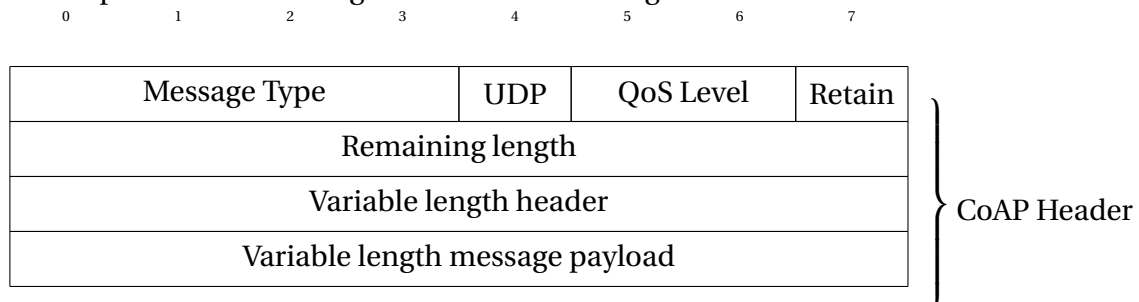 0 1 2 3 4 5 6 7
Message Type UDP QoS Level Retain
Remaining length
Variable length header
CoAP Header
Variable length message payload